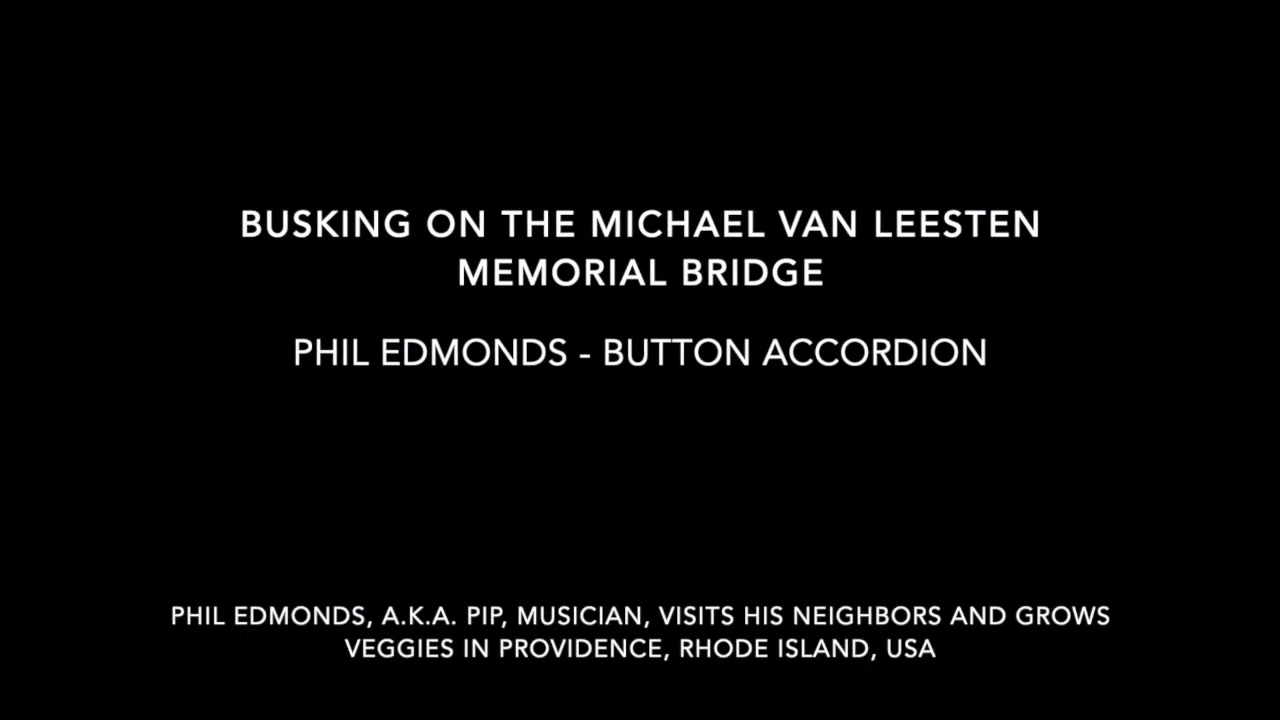 BUSKING ON THE MICHAEL VAN LEESTEN
MEMORIAL BRIDGE
PHIL EDMONDS - BUTTON ACCORDION
PHIL EDMONDS, A.K.A. PIP, MUSICIAN, VISITS HIS NEIGHBORS AND GROWS
VEGGIES IN PROVIDENCE, RHODE ISLAND, USA